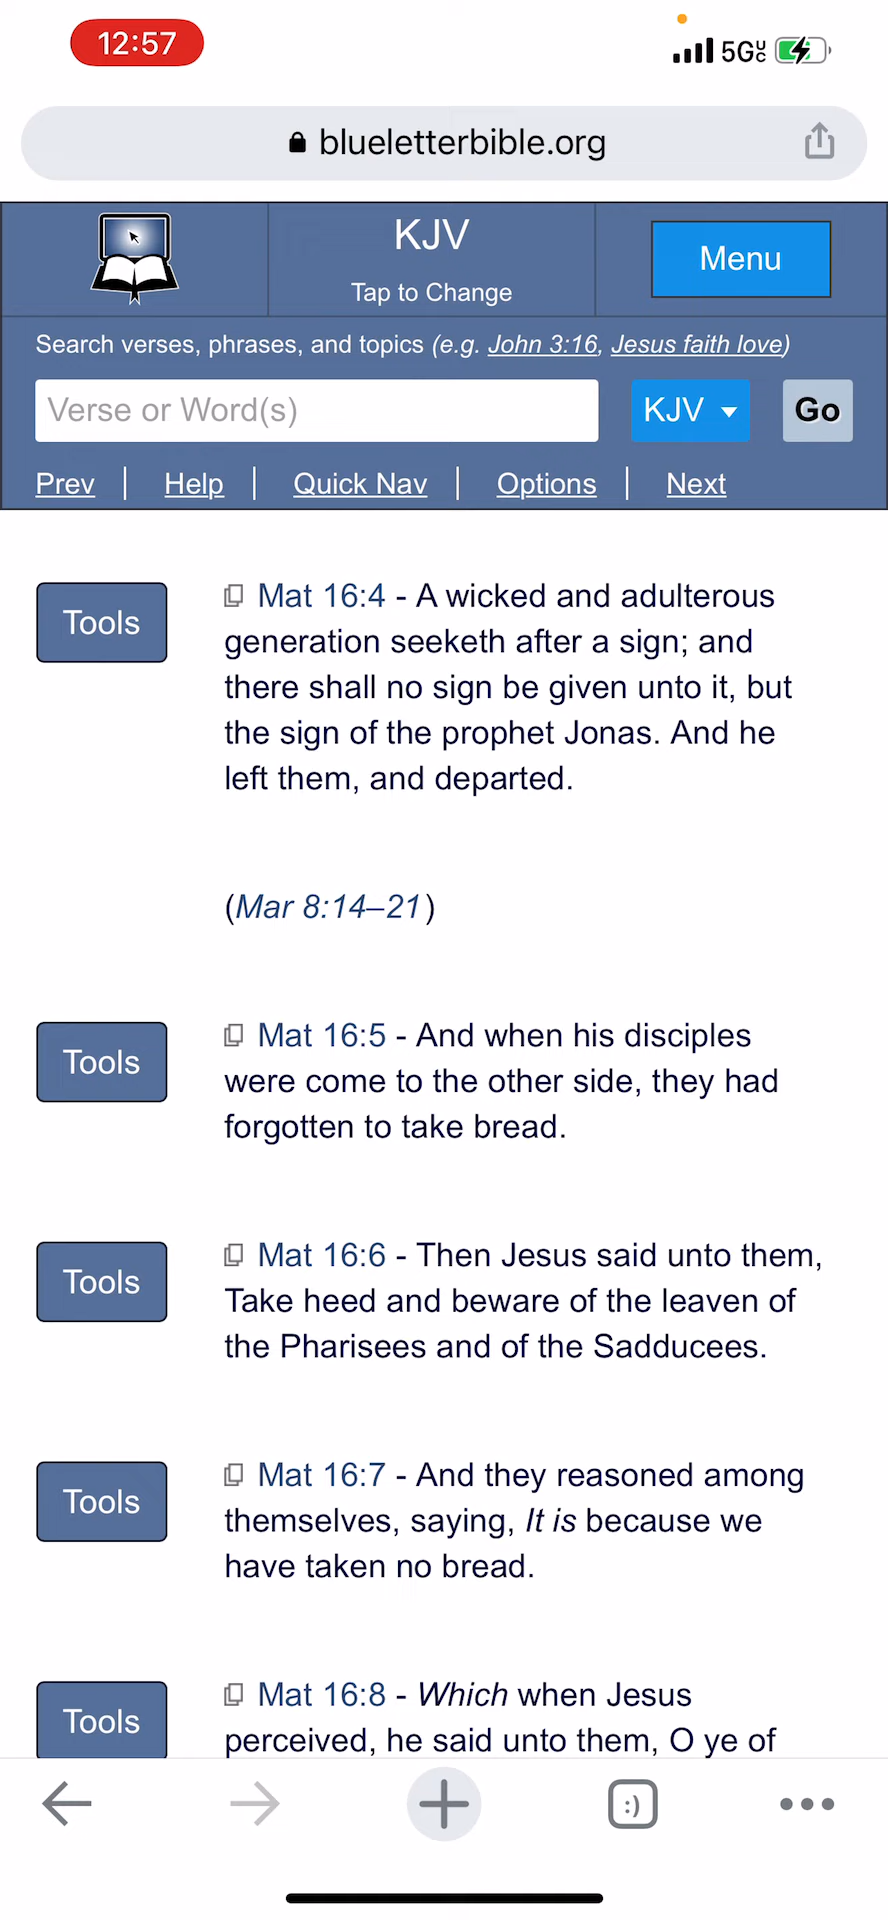 12:57
5G UC
blueletterbible.org
KJV
Tap to Change
Menu
Search verses, phrases, and topics (e.g. John 3:16, Jesus faith love)
Verse or Word(s)
KJV
Go
Prev | Help | Quick Nav | Options | Next
Tools
Mat 16:4 - A wicked and adulterous
generation seeketh after a sign; and
there shall no sign be given unto it, but
the sign of the prophet Jonas. And he
left them, and departed.
(Mar 8:14–21)
Tools
Mat 16:5 - And when his disciples
were come to the other side, they had
forgotten to take bread.
Tools
Mat 16:6 - Then Jesus said unto them,
Take heed and beware of the leaven of
the Pharisees and of the Sadducees.
Tools
Mat 16:7 - And they reasoned among
themselves, saying, It is because we
have taken no bread.
Tools
Mat 16:8 - Which when Jesus
perceived, he said unto them, O ye of
:)